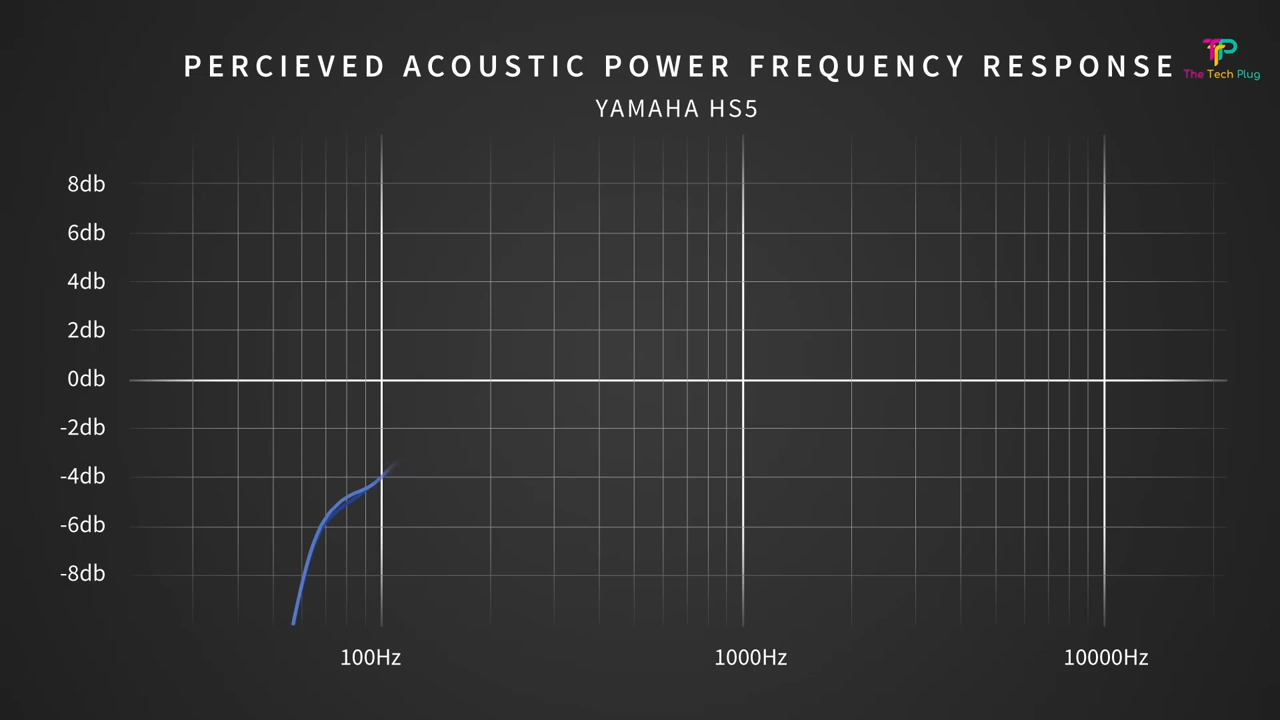 PERCIEVED ACOUSTIC POWER FREQUENCY RESPONSE
TP
The Tech Plug
YAMAHA HS5
8db
6db
4db
2db
0db
-2db
-4db
-6db
-8db
100Hz 1000Hz 10000Hz